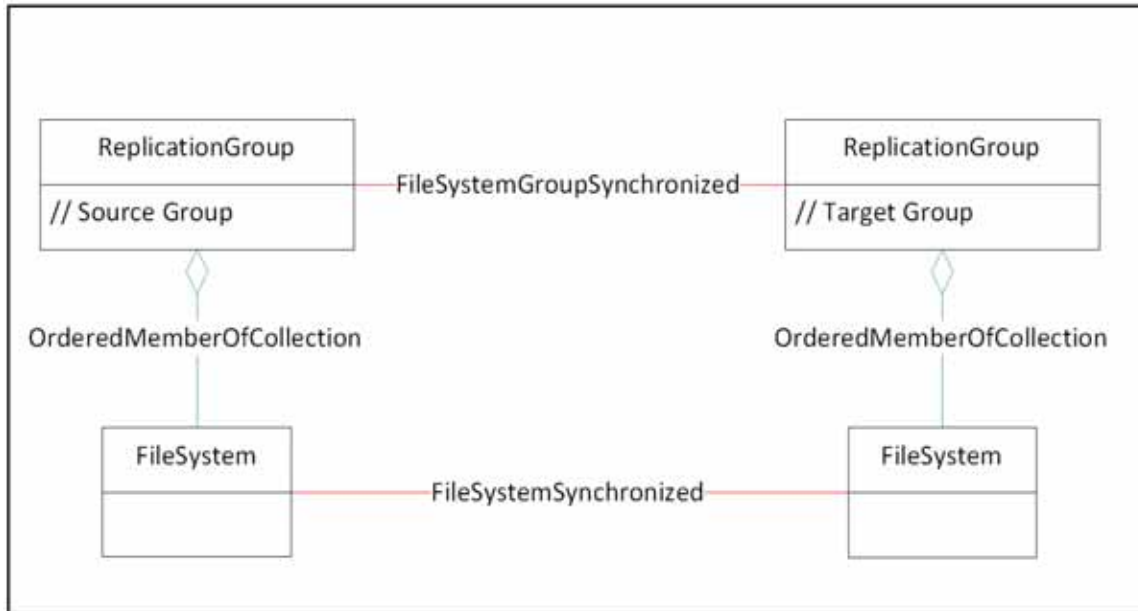 ReplicationGroup
ReplicationGroup
FileSystemGroupSynchronized
// Source Group
// Target Group
OrderedMemberOfCollection
OrderedMemberOfCollection
FileSystem
FileSystem
FileSystemSynchronized